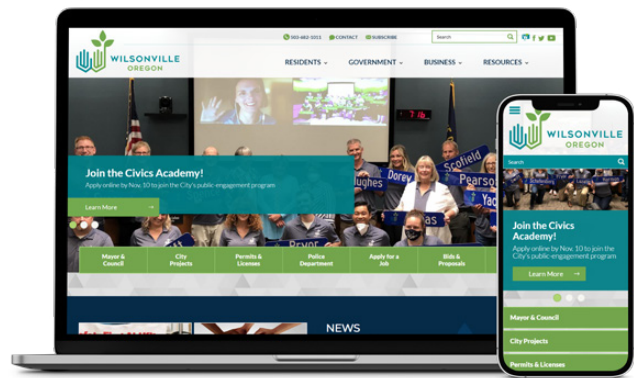 503-682-1011 CONTACT SUBSCRIBE Search
WILSONVILLE
OREGON
RESIDENTS GOVERNMENT BUSINESS RESOURCES
Join the Civics Academy!
Apply online by Nov. 10 to join the City's public-engagement program
Learn More →
Hughes
Dorey
Scofield
Pearso
Yac
as
Pryor
Mayor &
Council
City
Projects
Permits &
Licenses
Police
Department
Apply for a
Job
Bids &
Proposals
NEWS
WILSONVILLE
OREGON
Search
Join the Civics
Academy!
Apply online by Nov. 10 to join the
City's public-engagement program
Learn More →
Mayor & Council
City Projects
Permits & Licenses